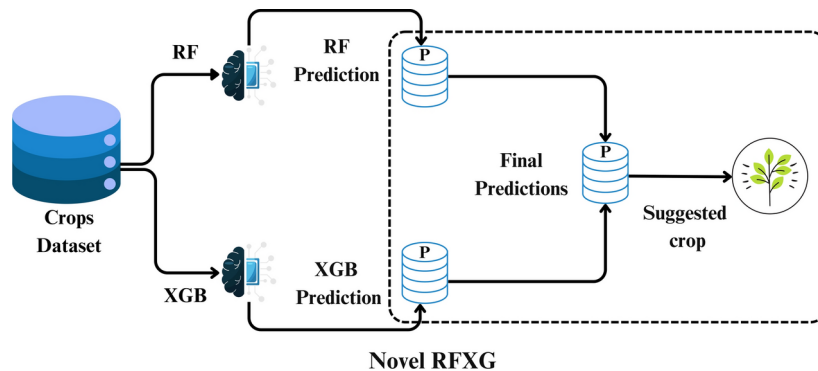 RF
RF
Prediction
P
Crops
Dataset
P
Final
Predictions
Suggested
crop
XGB
XGB
Prediction
P
Novel RFXG